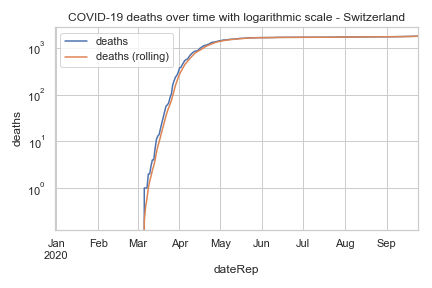 COVID-19 deaths over time with logarithmic scale - Switzerland
deaths
deaths (rolling)
10³
10²
10¹
10⁰
deaths
Jan Feb Mar Apr May Jun Jul Aug Sep
2020
dateRep